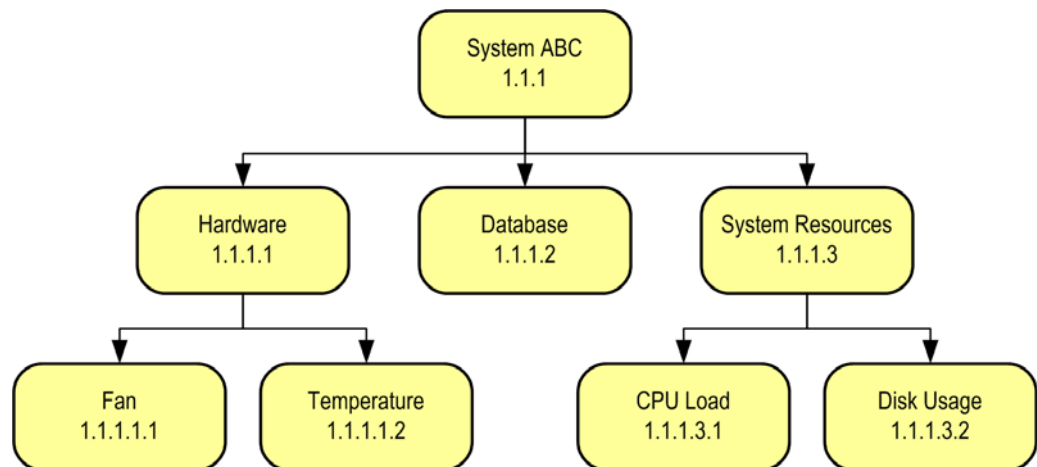 System ABC
1.1.1
Hardware
1.1.1.1
Database
1.1.1.2
System Resources
1.1.1.3
Fan
1.1.1.1.1
Temperature
1.1.1.1.2
CPU Load
1.1.1.3.1
Disk Usage
1.1.1.3.2